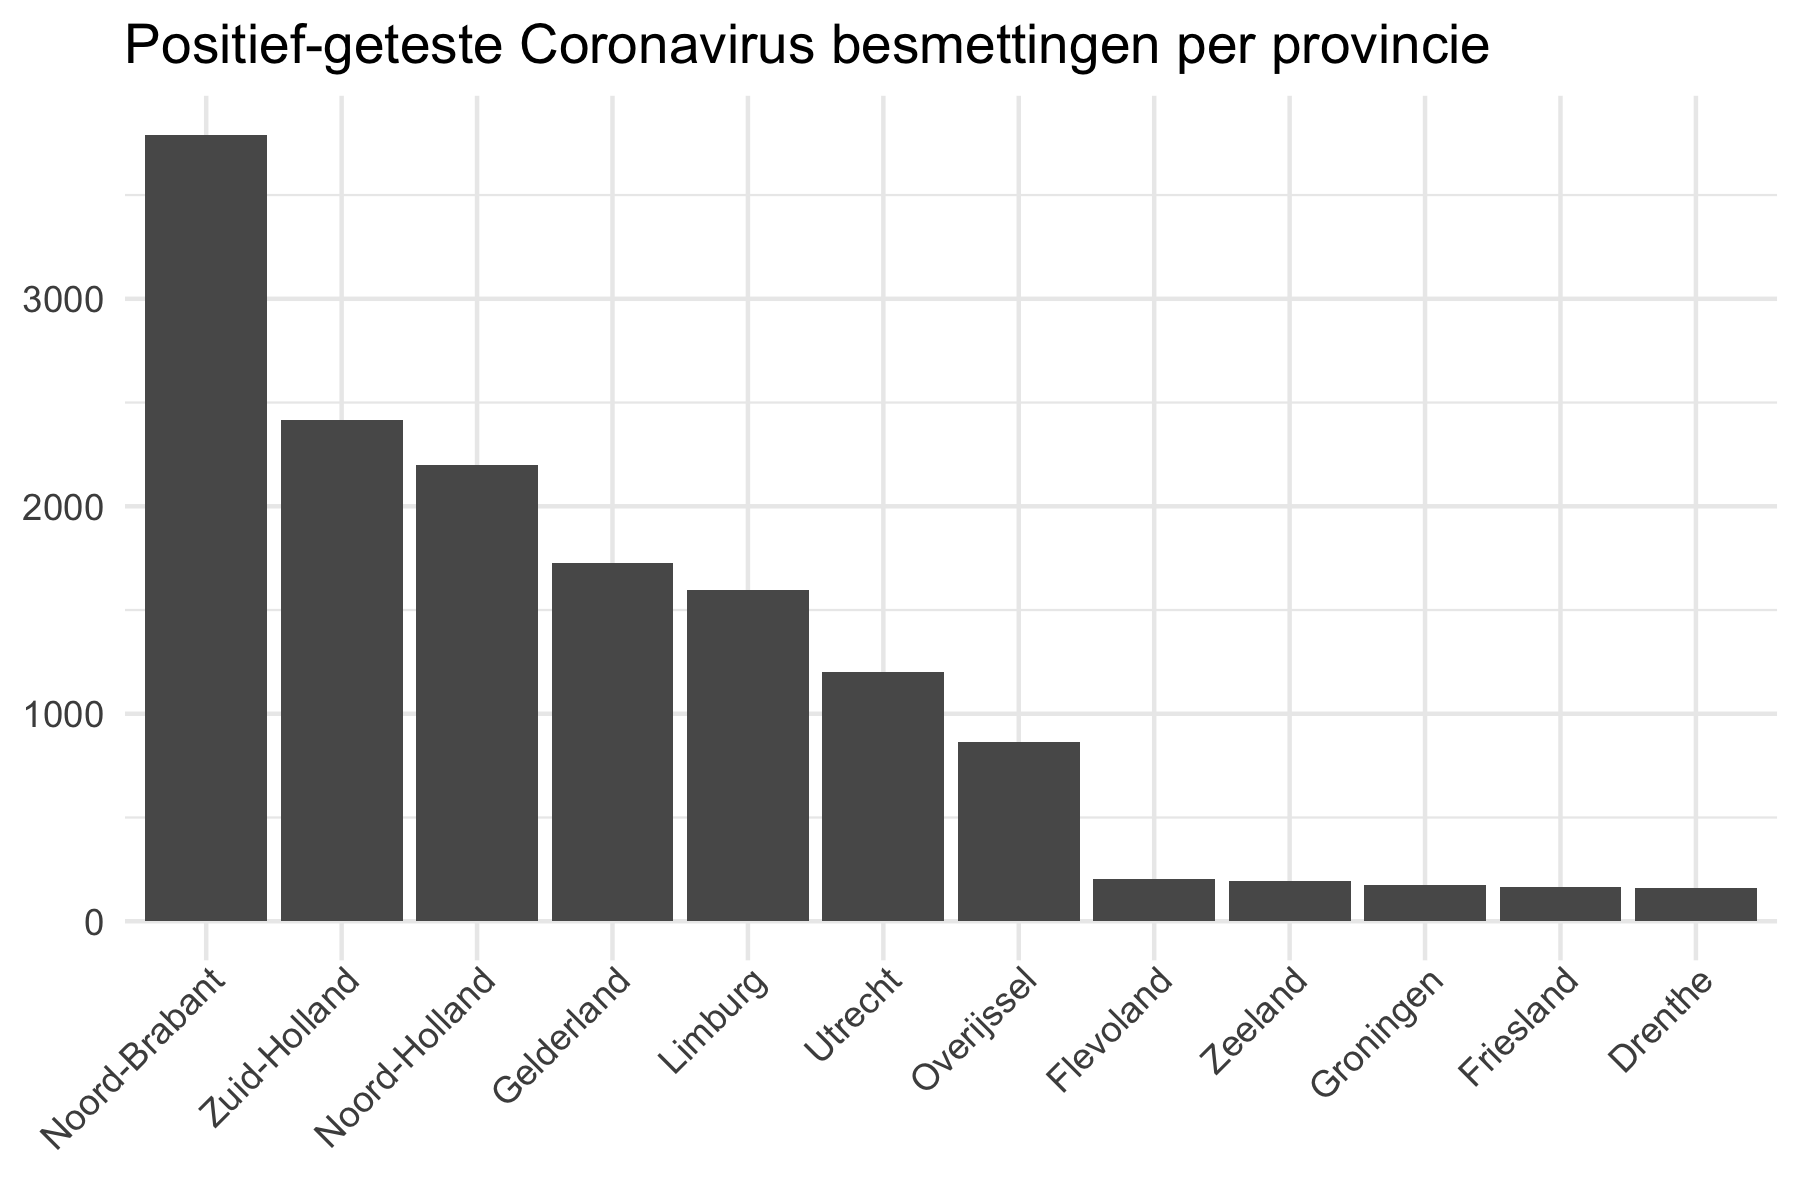 Positief-geteste Coronavirus besmettingen per provincie
3000
2000
1000
0
Noord-Brabant
Zuid-Holland
Noord-Holland
Gelderland
Limburg
Utrecht
Overijssel
Flevoland
Zeeland
Groningen
Friesland
Drenthe